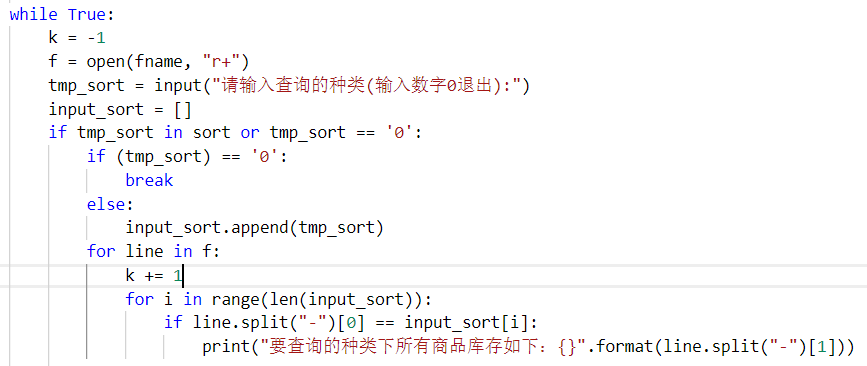 while True:
    k = -1
    f = open(fname, "r+")
    tmp_sort = input("请输入查询的种类(输入数字0退出):")
    input_sort = []
    if tmp_sort in sort or tmp_sort == '0':
        if (tmp_sort) == '0':
            break
        else:
            input_sort.append(tmp_sort)
        for line in f:
            k += 1
            for i in range(len(input_sort)):
                if line.split("-")[0] == input_sort[i]:
                    print("要查询的种类下所有商品库存如下: {}".format(line.split("-")[1]))